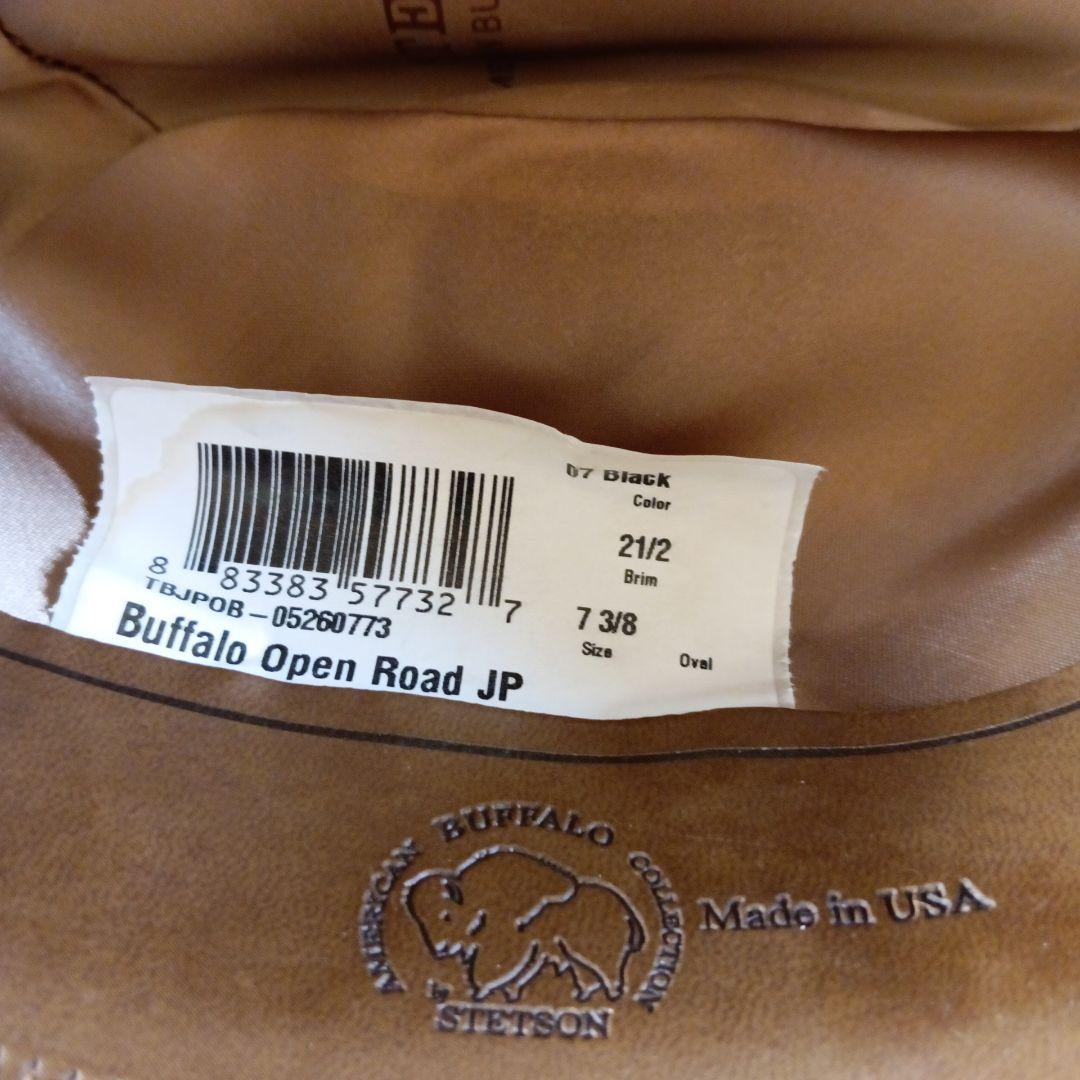 07 Black
Color
21/2
Brim
7 3/8
Size
Oval
8 83383 57732 7
TBJPOB-05260773
Buffalo Open Road JP
AMERICAN BUFFALO COLLECTION
by
STETSON
Made in USA